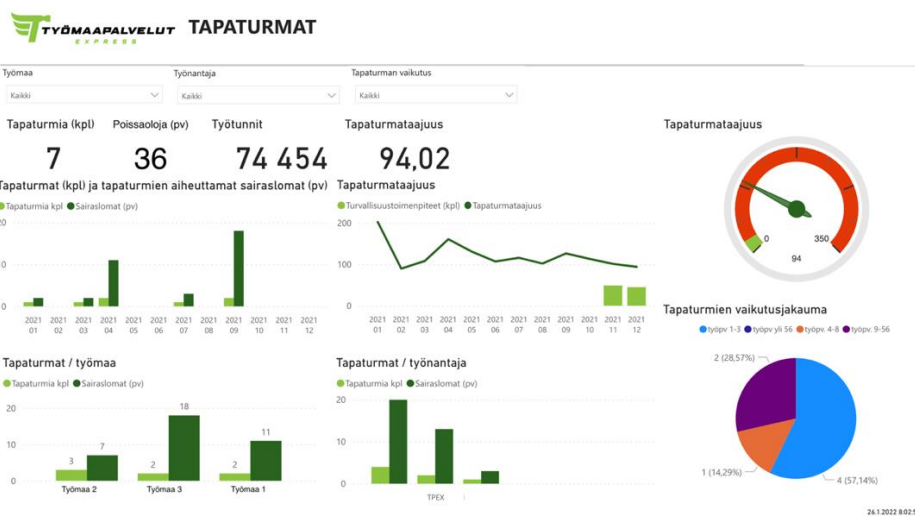 TYÖMAAPALVELUT TAPATURMAT
EXPRESS
Työmaa Työnantaja Tapaturman vaikutus
Kaikki Kaikki Kaikki
Tapaturmia (kpl) Poissaoloja (pv) Työtunnit Tapaturmataajuus Tapaturmataajuus
7 36 74 454 94,02
Tapaturmat (kpl) ja tapaturmien aiheuttamat sairaslomat (pv) Tapaturmataajuus
Tapaturmia kpl Sairaslomat (pv) Turvallisuustoimenpiteet (kpl) Tapaturmataajuus
20 200
0 100
0 0
2021 2021 2021 2021 2021 2021 2021 2021 2021 2021 2021 2021
01 02 03 04 05 06 07 08 09 10 11 12
2021 2021 2021 2021 2021 2021 2021 2021 2021 2021 2021 2021
01 02 03 04 05 06 07 08 09 10 11 12
0 350
94
Tapaturmien vaikutusjakauma
työpv 1-3 työpv yli 56 työpv. 4-8 työpv. 9-56
2 (28,57%)
1 (14,29%)
4 (57,14%)
Tapaturmat / työmaa
Tapaturmia kpl Sairaslomat (pv)
20
10
0
3 7 2 18 2 11
Työmaa 2 Työmaa 3 Työmaa 1
Tapaturmat / työnantaja
Tapaturmia kpl Sairaslomat (pv)
20
10
0
TPEX
26.1.2022 8:02:5